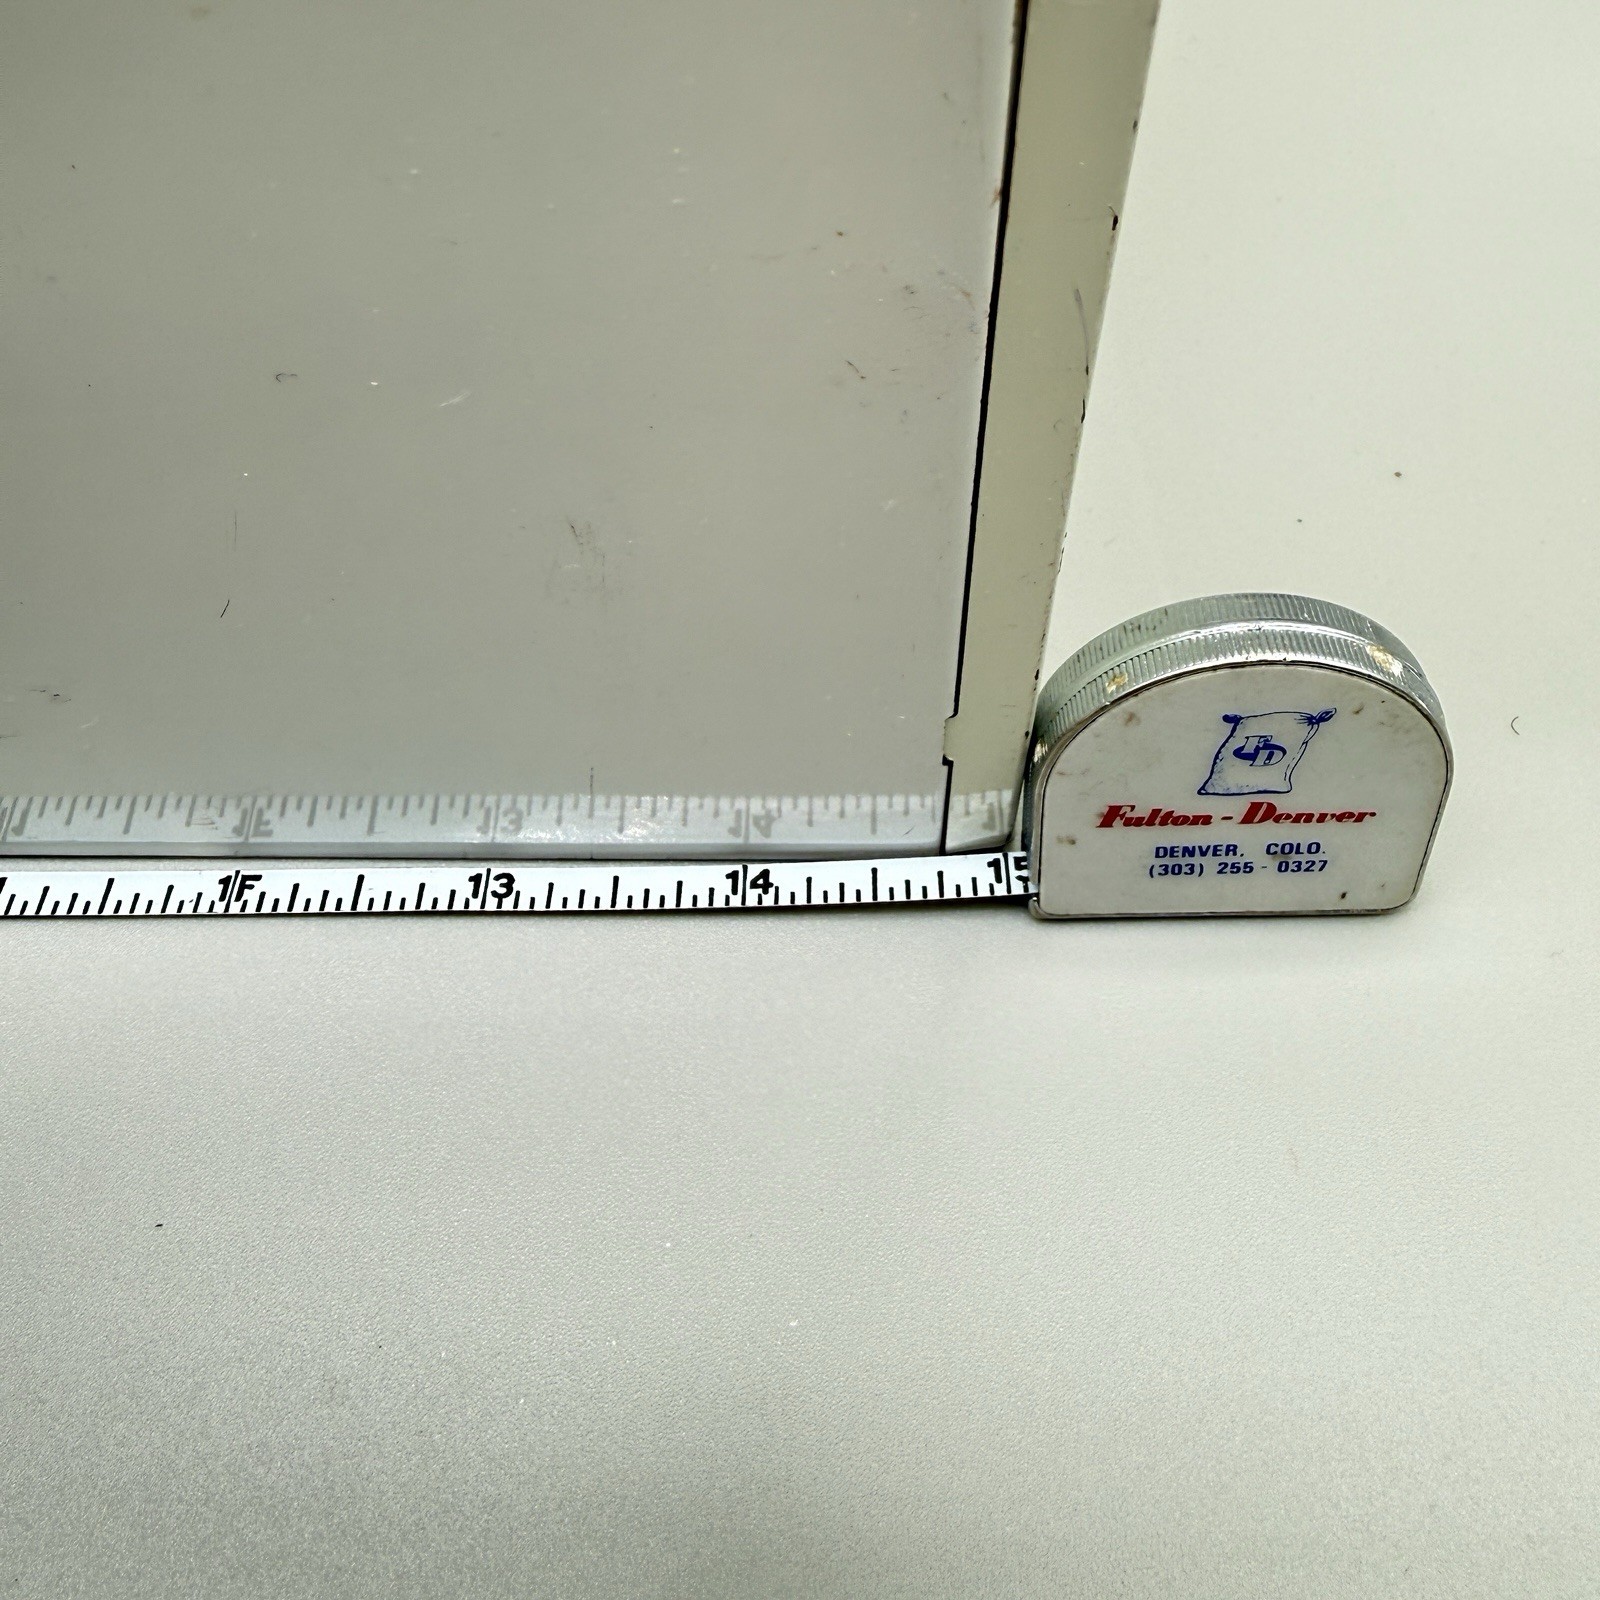 FD
Fulton-Denver
DENVER, COLO.
(303) 255-0327
1F 13 14 15